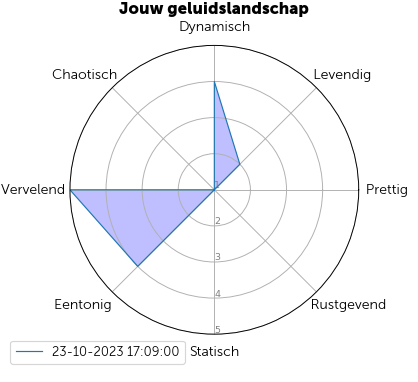 Jouw geluidslandschap
Dynamisch
Chaotisch
Levendig
Vervelend
Prettig
1
2
3
4
5
Eentonig
Rustgevend
Statisch
23-10-2023 17:09:00